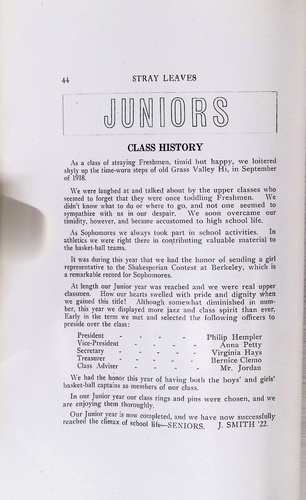 44
STRAY LEAVES
JUNIORS
CLASS HISTORY
As a class of straying Freshmen, timid but happy, we loitered
shyly up the time-worn steps of old Grass Valley Hi, in September
of 1918.
We were laughed at and talked about by the upper classes who
seemed to forget that they were once toddling Freshmen. We
didn't know what to do or where to go, and not one seemed to
sympathize with us in our despair. We soon overcame our
timidity, however, and became accustomed to high school life.
As Sophomores we always took part in school activities. In
athletics we were right there in contributing valuable material to
the basket-ball teams.
It was during this year that we had the honor of sending a girl
representative to the Shakesperian Contest at Berkeley, which is
a remarkable record for Sophomores.
At length our Junior year was reached and we were real upper
classmen. How our hearts swelled with pride and dignity when
we gained this title! Although somewhat diminished in num-
ber, this year we displayed more jazz and class spirit than ever.
Early in the term we met and selected the following officers to
preside over the class:
President - - - - Philip Hempler
Vice-President - - - - Anna Petty
Secretary - - - - Virginia Hays
Treasurer - - - - Bernice Clemo
Class Adviser - - - - Mr. Jordan
We had the honor this year of having both the boys' and girls'
basket-ball captains as members of our class.
In our Junior year our class rings and pins were chosen, and we
are enjoying them thoroughly.
Our Junior year is now completed, and we have now successfully
reached the climax of school life—SENIORS. J. SMITH '22.